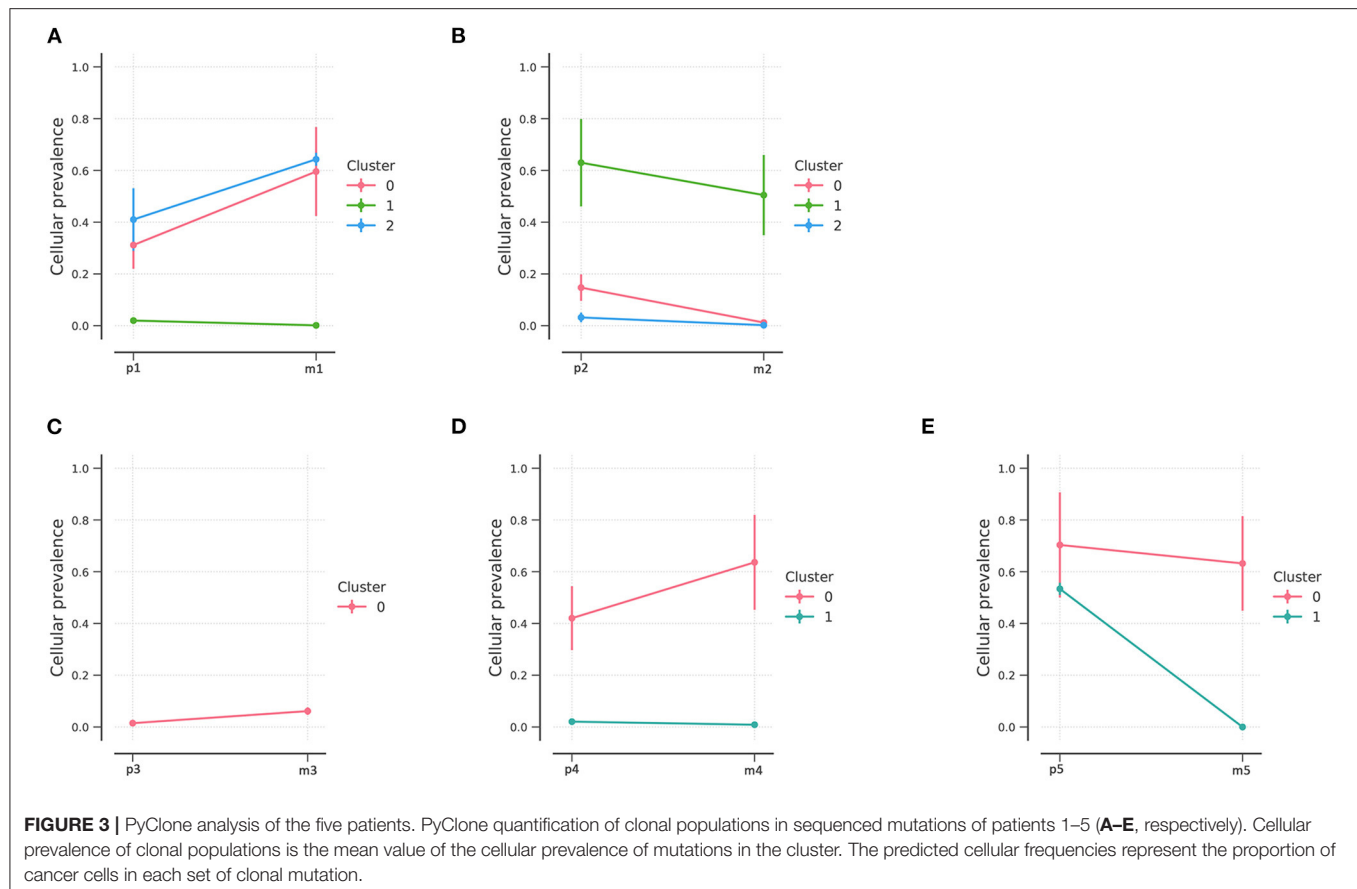 A
B
1.0
0.8
0.6
0.4
0.2
0.0
Cellular prevalence
p1
m1
Cluster
0
1
2
1.0
0.8
0.6
0.4
0.2
0.0
Cellular prevalence
p2
m2
Cluster
0
1
2
C
D
E
1.0
0.8
0.6
0.4
0.2
0.0
Cellular prevalence
p3
m3
Cluster
0
1.0
0.8
0.6
0.4
0.2
0.0
Cellular prevalence
p4
m4
Cluster
0
1
1.0
0.8
0.6
0.4
0.2
0.0
Cellular prevalence
p5
m5
Cluster
0
1
FIGURE 3 | PyClone analysis of the five patients. PyClone quantification of clonal populations in sequenced mutations of patients 1–5 (A–E, respectively). Cellular
prevalence of clonal populations is the mean value of the cellular prevalence of mutations in the cluster. The predicted cellular frequencies represent the proportion of
cancer cells in each set of clonal mutation.